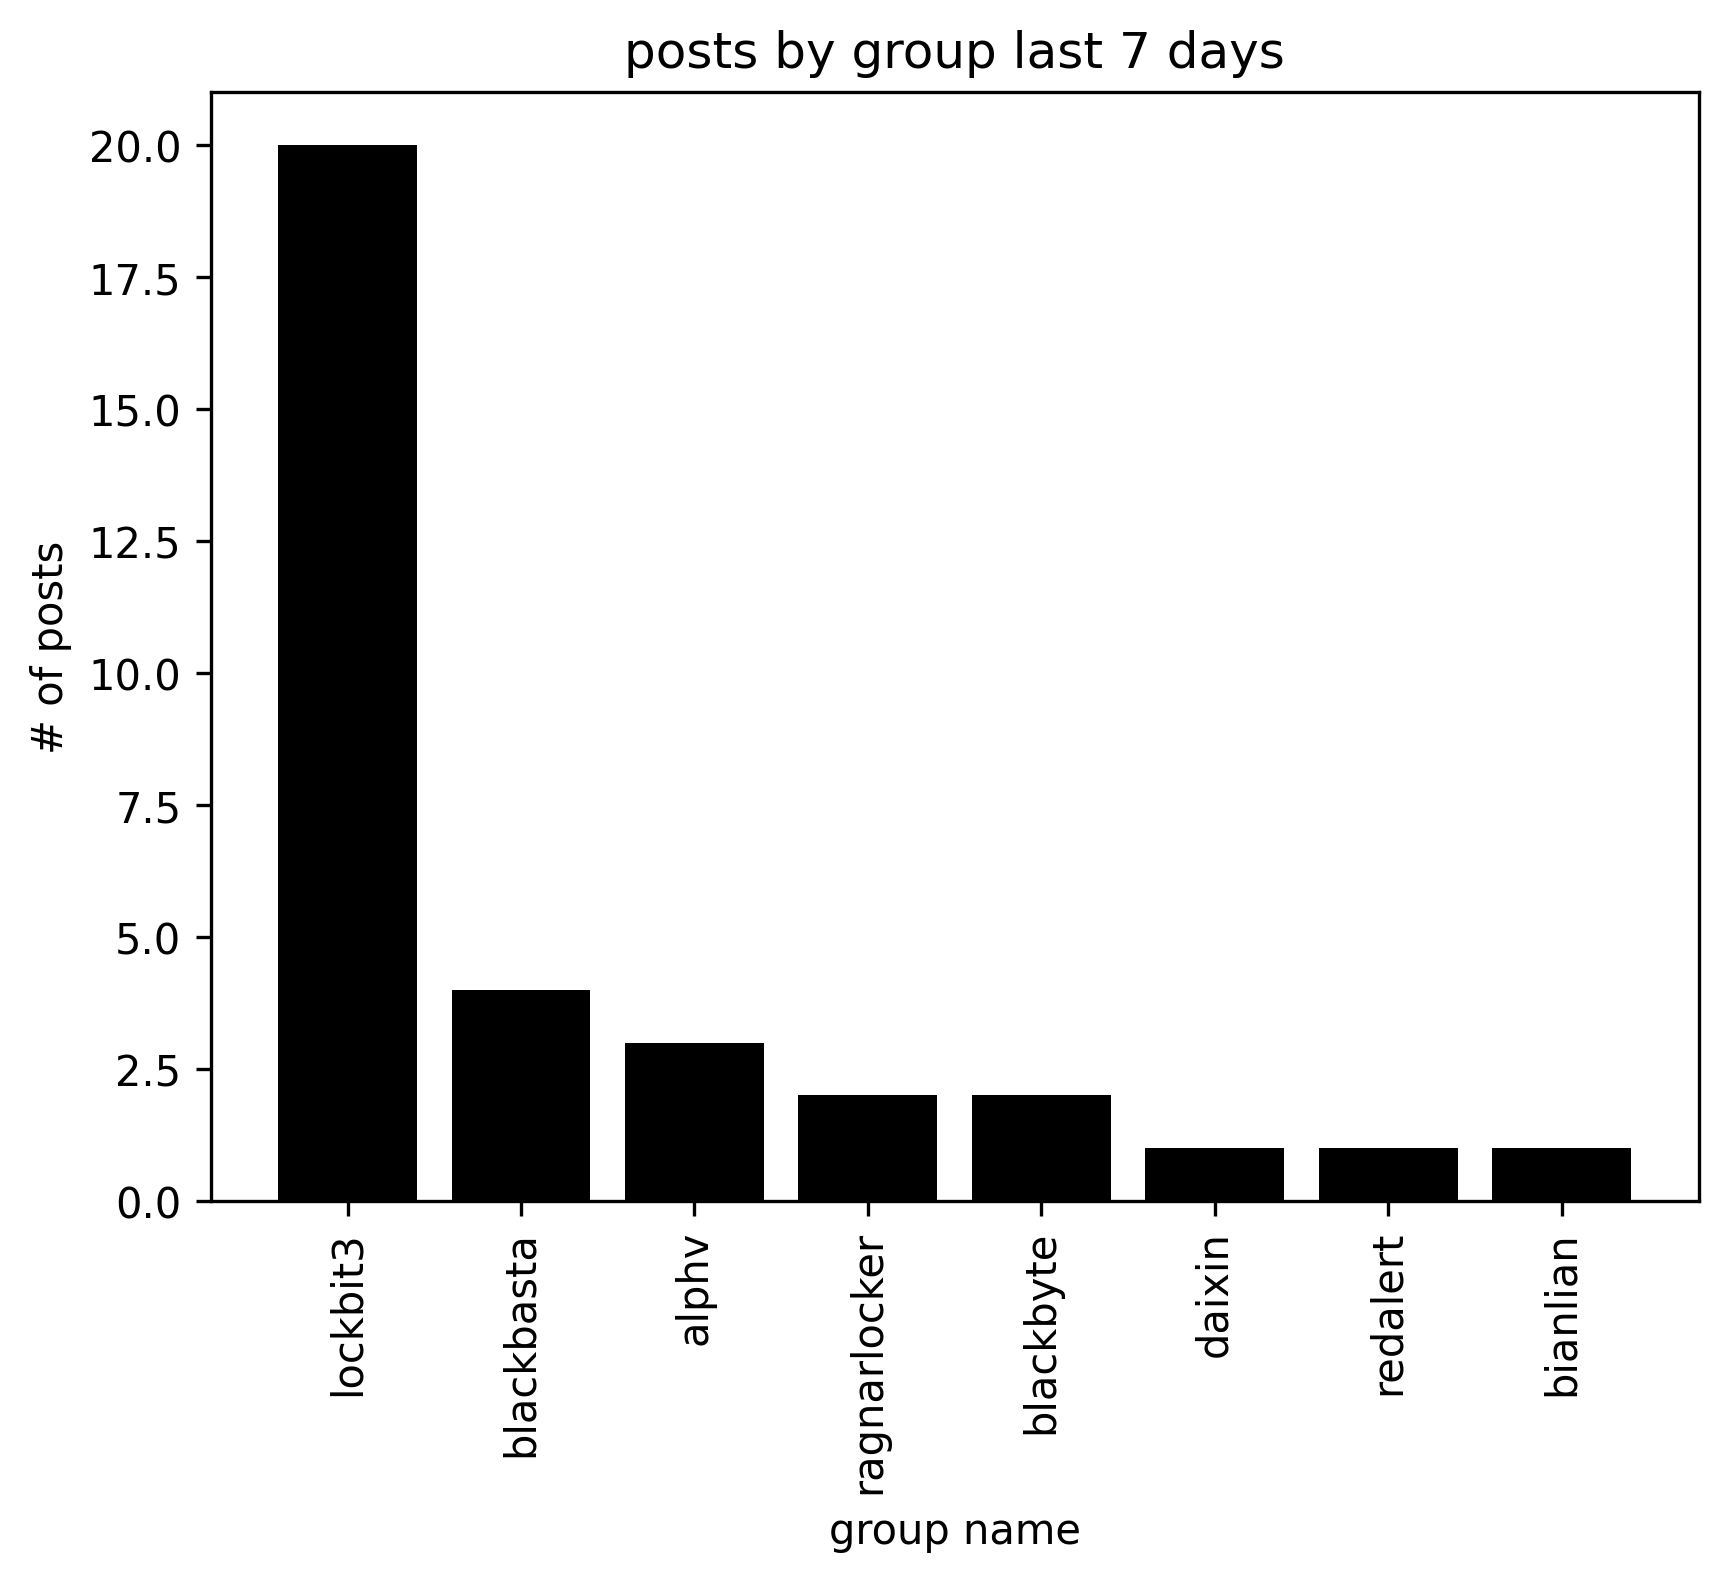 posts by group last 7 days
20.0
17.5
15.0
12.5
10.0
7.5
5.0
2.5
0.0
# of posts
lockbit3
blackbasta
alphv
ragnarlocker
blackbyte
daixin
redalert
bianlian
group name